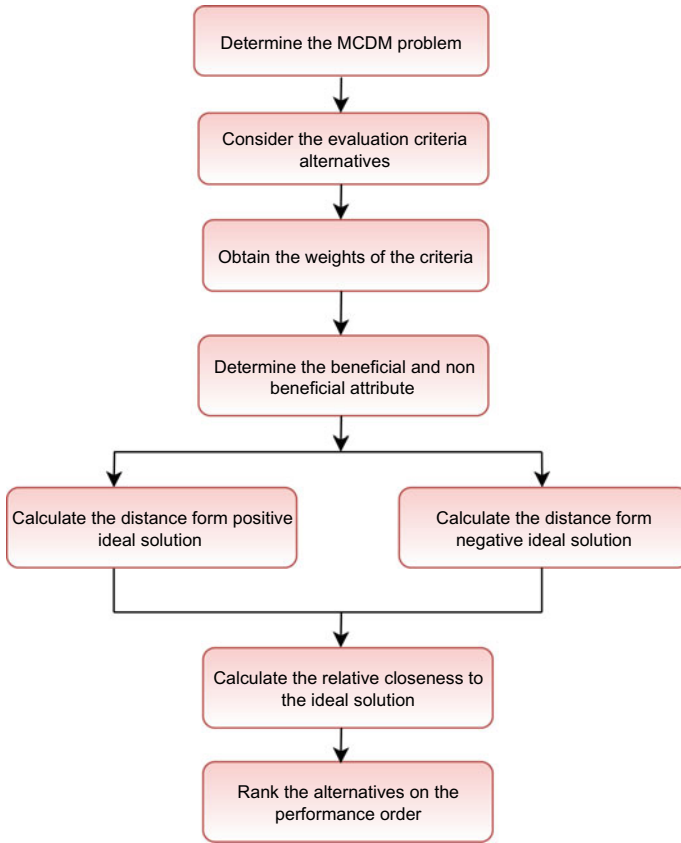 Determine the MCDM problem
Consider the evaluation criteria
alternatives
Obtain the weights of the criteria
Determine the beneficial and non
beneficial attribute
Calculate the distance form positive
ideal solution
Calculate the distance form
negative ideal solution
Calculate the relative closeness to
the ideal solution
Rank the alternatives on the
performance order